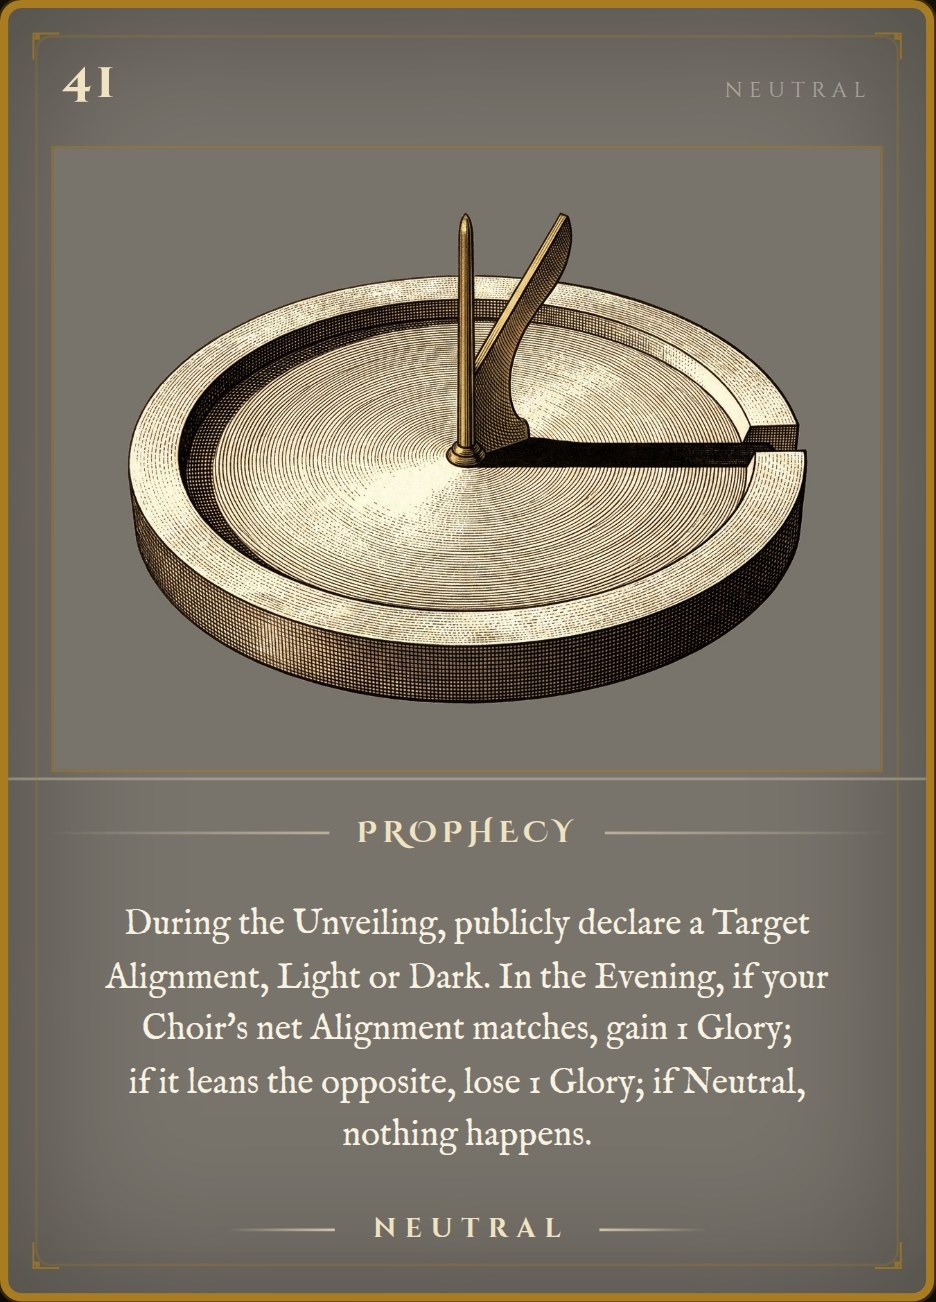 41
NEUTRAL
PROPHECY
During the Unveiling, publicly declare a Target
Alignment, Light or Dark. In the Evening, if your
Choir’s net Alignment matches, gain 1 Glory;
if it leans the opposite, lose 1 Glory; if Neutral,
nothing happens.
NEUTRAL